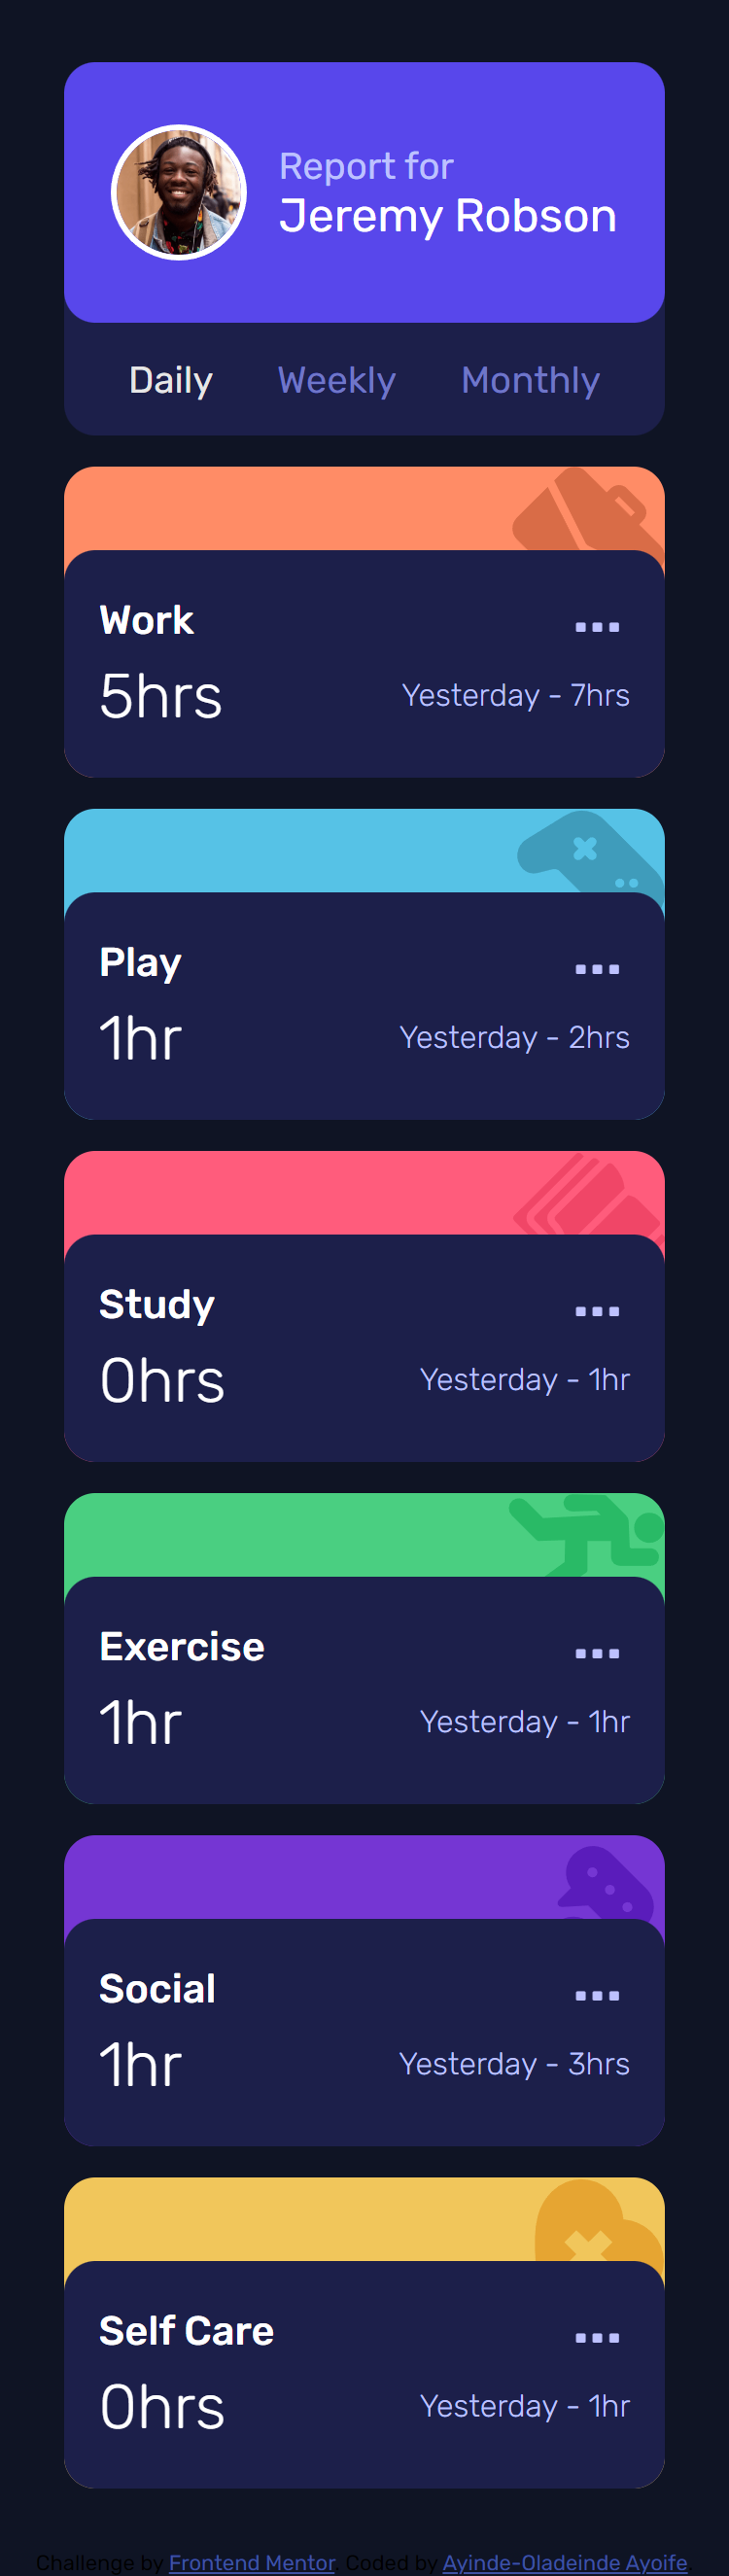 Report for
Jeremy Robson
Daily Weekly Monthly
Work ...
5hrs Yesterday - 7hrs
Play ...
1hr Yesterday - 2hrs
Study ...
0hrs Yesterday - 1hr
Exercise ...
1hr Yesterday - 1hr
Social ...
1hr Yesterday - 3hrs
Self Care ...
0hrs Yesterday - 1hr
Challenge by Frontend Mentor. Coded by Ayinde-Oladeinde Ayoife.